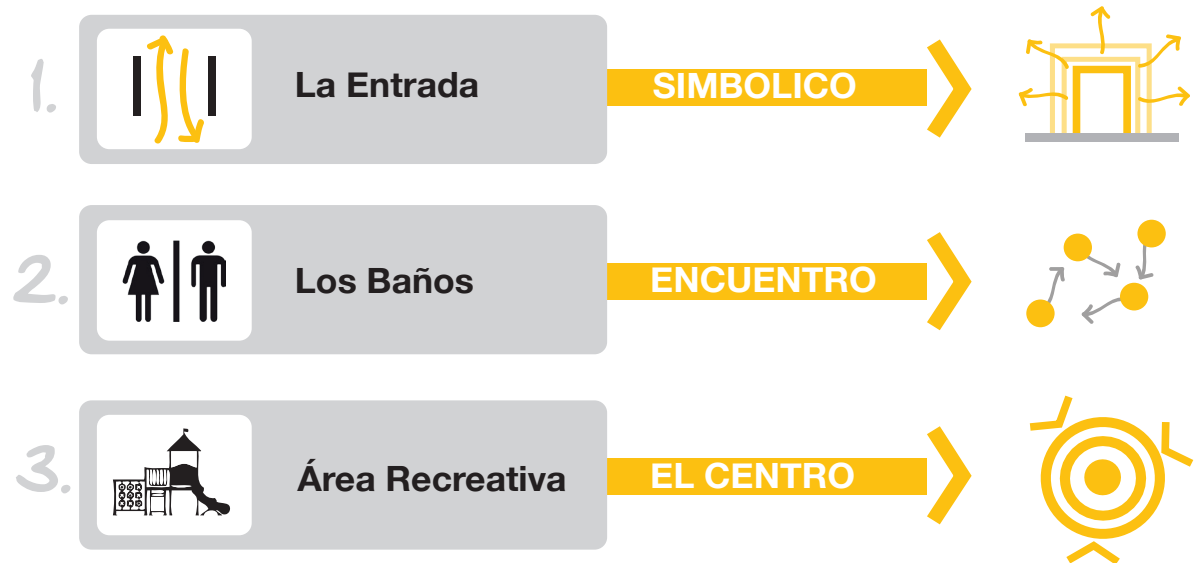 1. La Entrada SIMBOLICO
2. Los Baños ENCUENTRO
3. Área Recreativa EL CENTRO